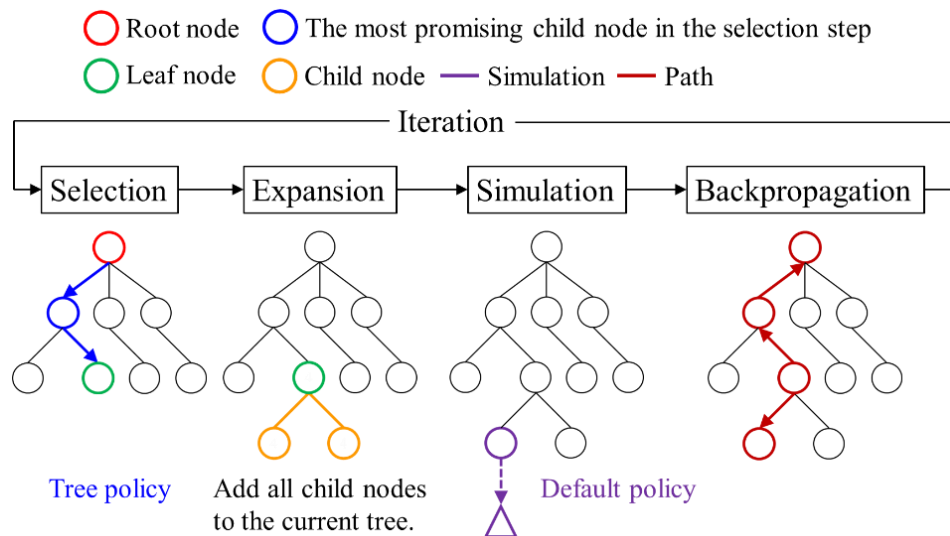 Root node
The most promising child node in the selection step
Leaf node
Child node
Simulation
Path
Iteration
Selection
Expansion
Simulation
Backpropagation
Tree policy
Add all child nodes
to the current tree.
Default policy